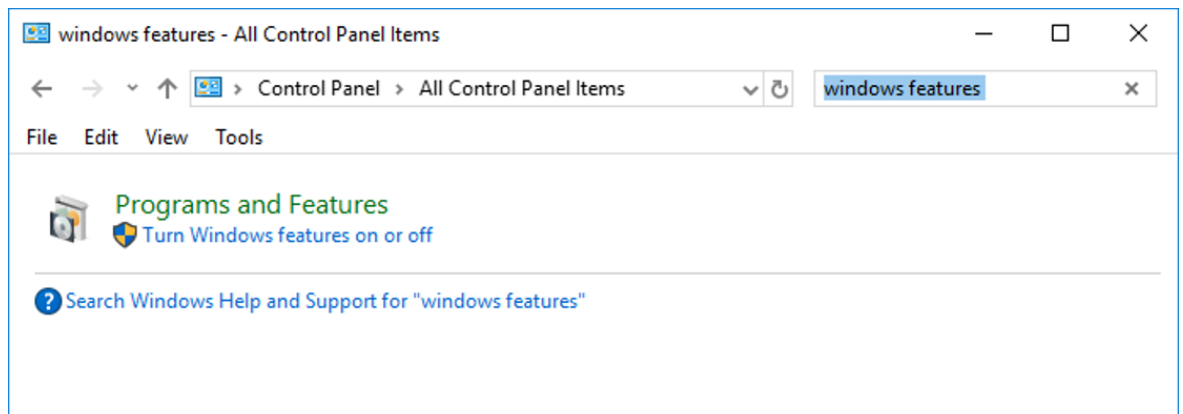 windows features - All Control Panel Items
Control Panel > All Control Panel Items
windows features
File Edit View Tools
Programs and Features
Turn Windows features on or off
Search Windows Help and Support for "windows features"